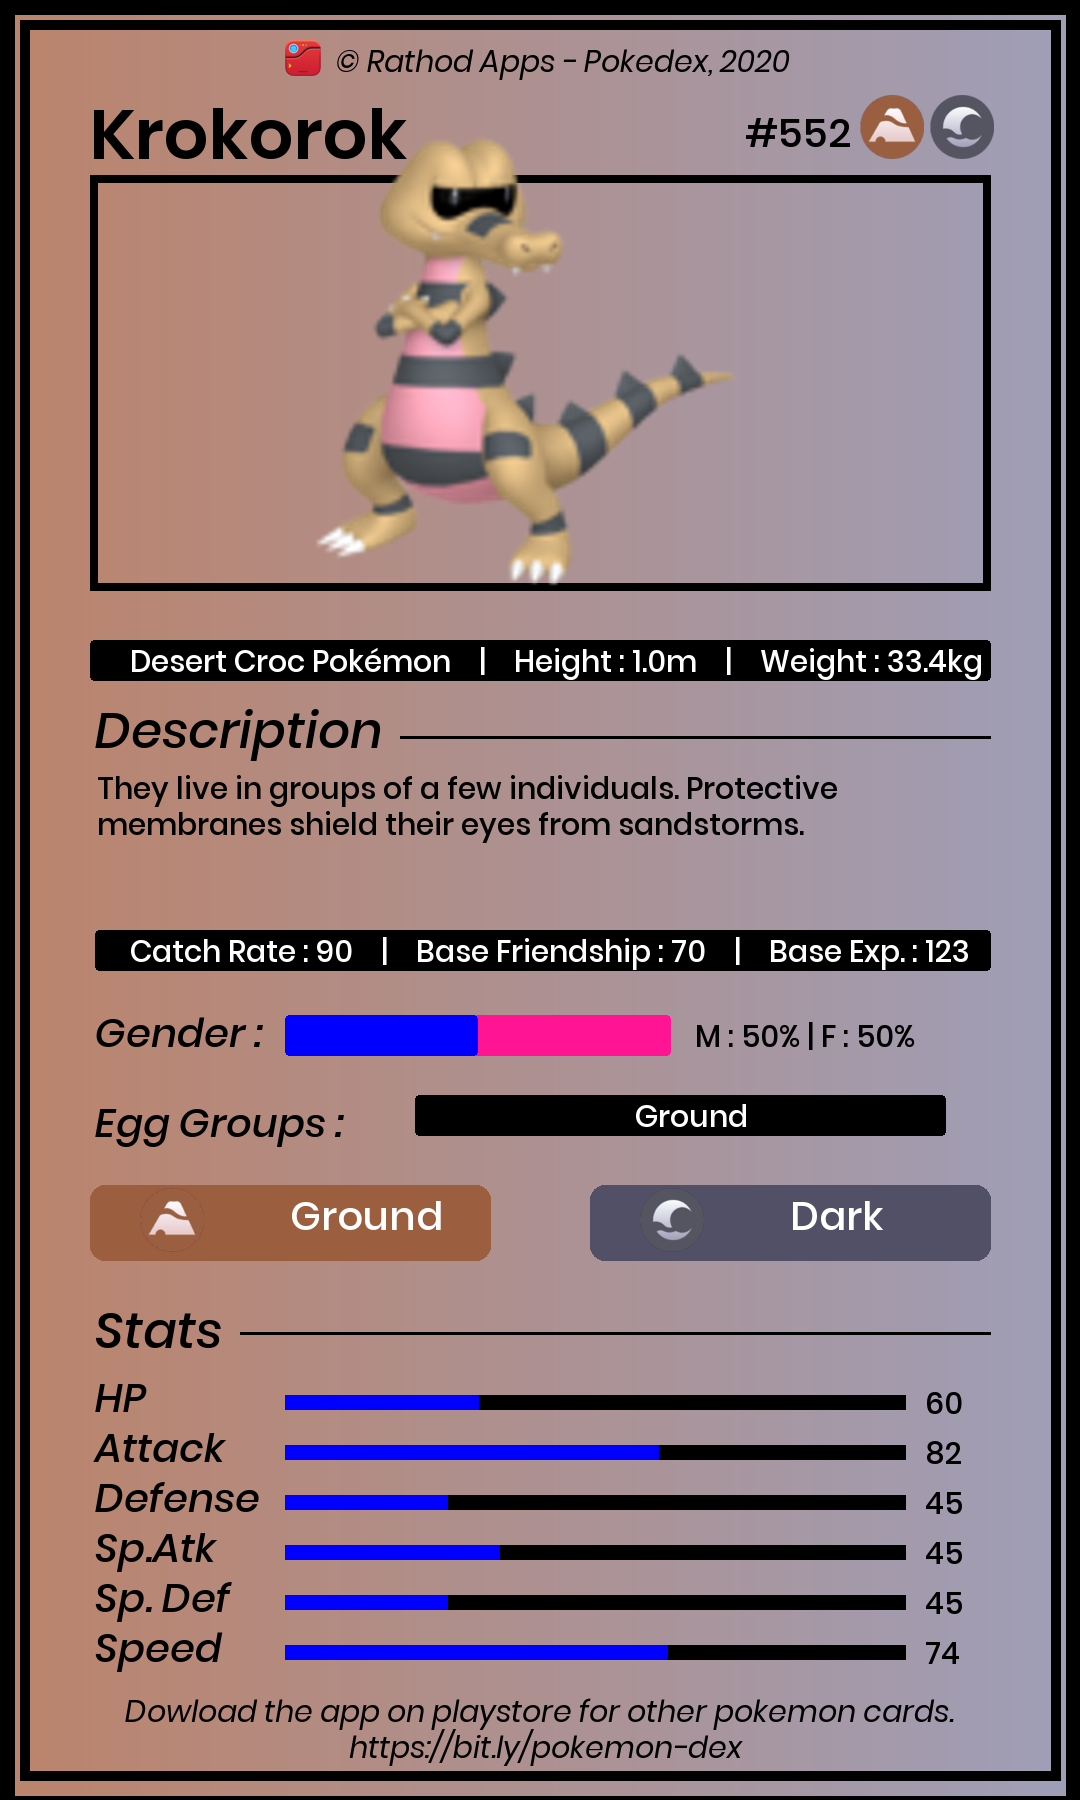 © Rathod Apps - Pokedex, 2020
Krokorok #552
Desert Croc Pokémon | Height : 1.0m | Weight : 33.4kg
Description
They live in groups of a few individuals. Protective
membranes shield their eyes from sandstorms.
Catch Rate : 90 | Base Friendship : 70 | Base Exp. : 123
Gender : M : 50% | F : 50%
Egg Groups : Ground
Ground Dark
Stats
HP 60
Attack 82
Defense 45
Sp.Atk 45
Sp. Def 45
Speed 74
Dowload the app on playstore for other pokemon cards.
https://bit.ly/pokemon-dex